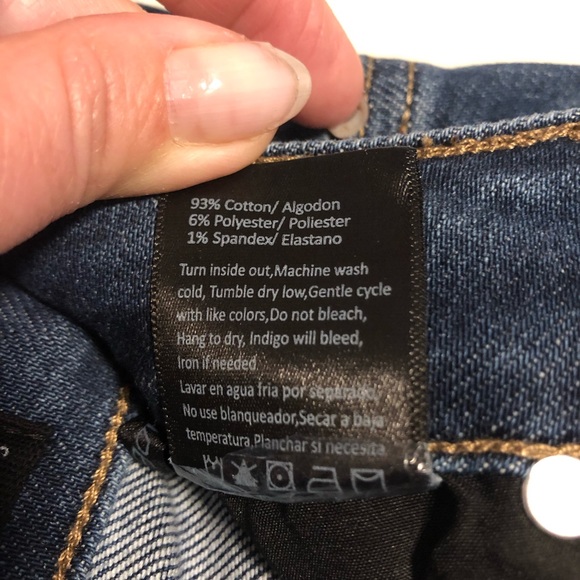 93% Cotton/ Algodon
6% Polyester/ Poliester
1% Spandex/ Elastano
Turn inside out,Machine wash
cold, Tumble dry low,Gentle cycle
with like colors,Do not bleach,
Hang to dry, Indigo will bleed,
Iron if needed
Lavar en agua fria por separado,
No use blanqueador,Secar a baja
temperatura,Planchar si necesita